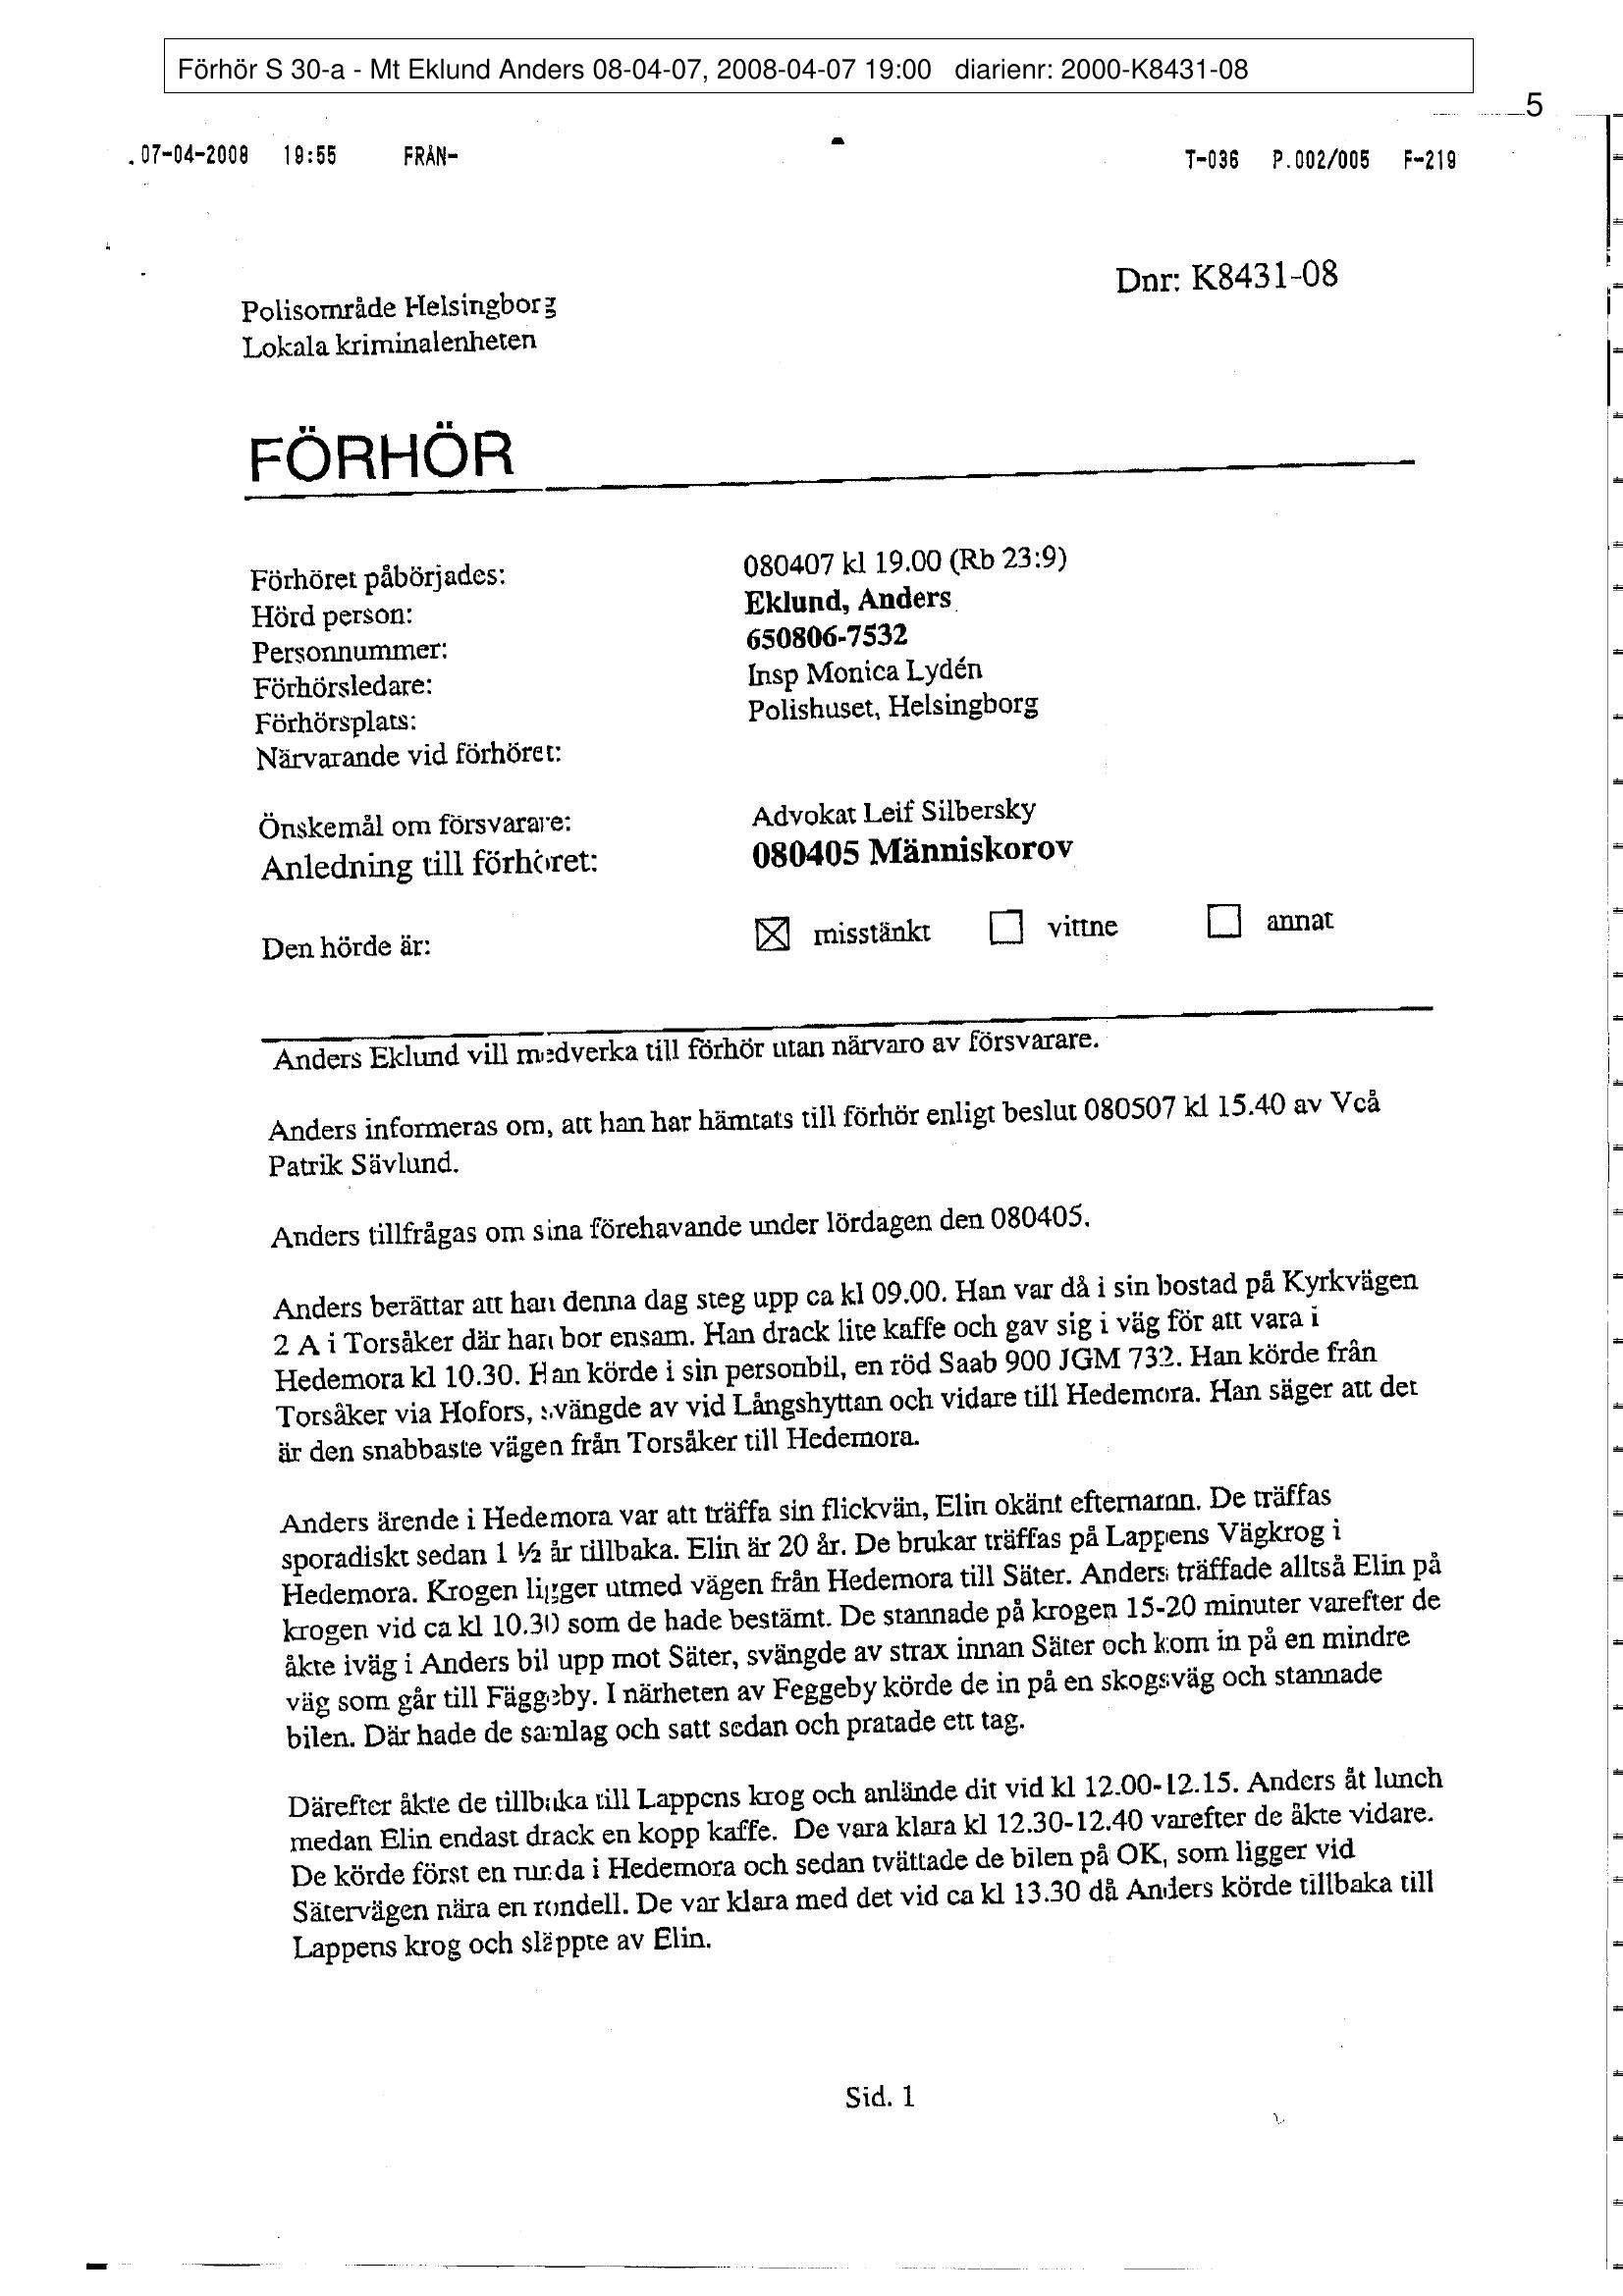 Förhör S 30-a - Mt Eklund Anders 08-04-07, 2008-04-07 19:00 diarienr: 2000-K8431-08
5
07-04-2008 19:55 FRÅN- T-036 P.002/005 F-219
Dnr: K8431-08
Polisområde Helsingborg
Lokala kriminalenheten
FÖRHÖR
Förhöret påbörjades: 080407 kl 19.00 (Rb 23:9)
Hörd person: Eklund, Anders
Personnummer: 650806-7532
Förhörsledare: Insp Monica Lydén
Förhörsplats: Polishuset, Helsingborg
Närvarande vid förhöret:
Önskemål om försvarare: Advokat Leif Silbersky
Anledning till förhöret: 080405 Människorov
Den hörde är: ☒ misstänkt ☐ vittne ☐ annat
Anders Eklund vill medverka till förhör utan närvaro av försvarare.
Anders informeras om, att han har hämtats till förhör enligt beslut 080507 kl 15.40 av Vcå
Patrik Sävlund.
Anders tillfrågas om sina förehavande under lördagen den 080405.
Anders berättar att han denna dag steg upp ca kl 09.00. Han var då i sin bostad på Kyrkvägen
2 A i Torsåker där han bor ensam. Han drack lite kaffe och gav sig i väg för att vara i
Hedemora kl 10.30. Han körde i sin personbil, en röd Saab 900 JGM 732. Han körde från
Torsåker via Hofors, svängde av vid Långshyttan och vidare till Hedemora. Han säger att det
är den snabbaste vägen från Torsåker till Hedemora.
Anders ärende i Hedemora var att träffa sin flickvän, Elin okänt efternamn. De träffas
sporadiskt sedan 1 ½ år tillbaka. Elin är 20 år. De brukar träffas på Lappens Vägkrog i
Hedemora. Krogen ligger utmed vägen från Hedemora till Säter. Anders träffade alltså Elin på
krogen vid ca kl 10.30 som de hade bestämt. De stannade på krogen 15-20 minuter varefter de
åkte iväg i Anders bil upp mot Säter, svängde av strax innan Säter och kom in på en mindre
väg som går till Fäggeby. I närheten av Feggeby körde de in på en skogsväg och stannade
bilen. Där hade de samlag och satt sedan och pratade ett tag.
Därefter åkte de tillbaka till Lappens krog och anlände dit vid kl 12.00-12.15. Anders åt lunch
medan Elin endast drack en kopp kaffe. De vara klara kl 12.30-12.40 varefter de åkte vidare.
De körde först en runda i Hedemora och sedan tvättade de bilen på OK, som ligger vid
Sätervägen nära en rondell. De var klara med det vid ca kl 13.30 då Anders körde tillbaka till
Lappens krog och släppte av Elin.
Sid. 1